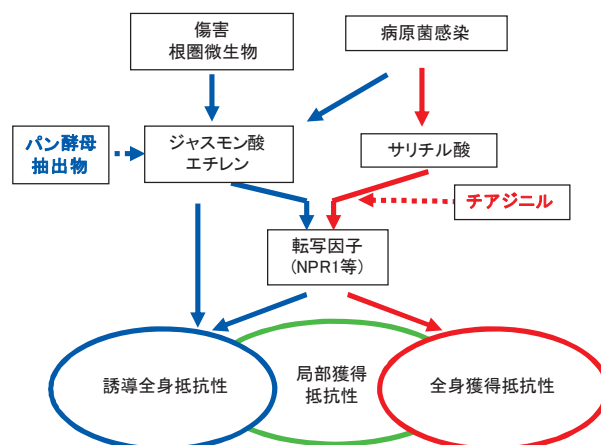 傷害
根圏微生物
病原菌感染
パン酵母
抽出物
ジャスモン酸
エチレン
サリチル酸
チアジニル
転写因子
(NPR1等)
誘導全身抵抗性
局部獲得
抵抗性
全身獲得抵抗性